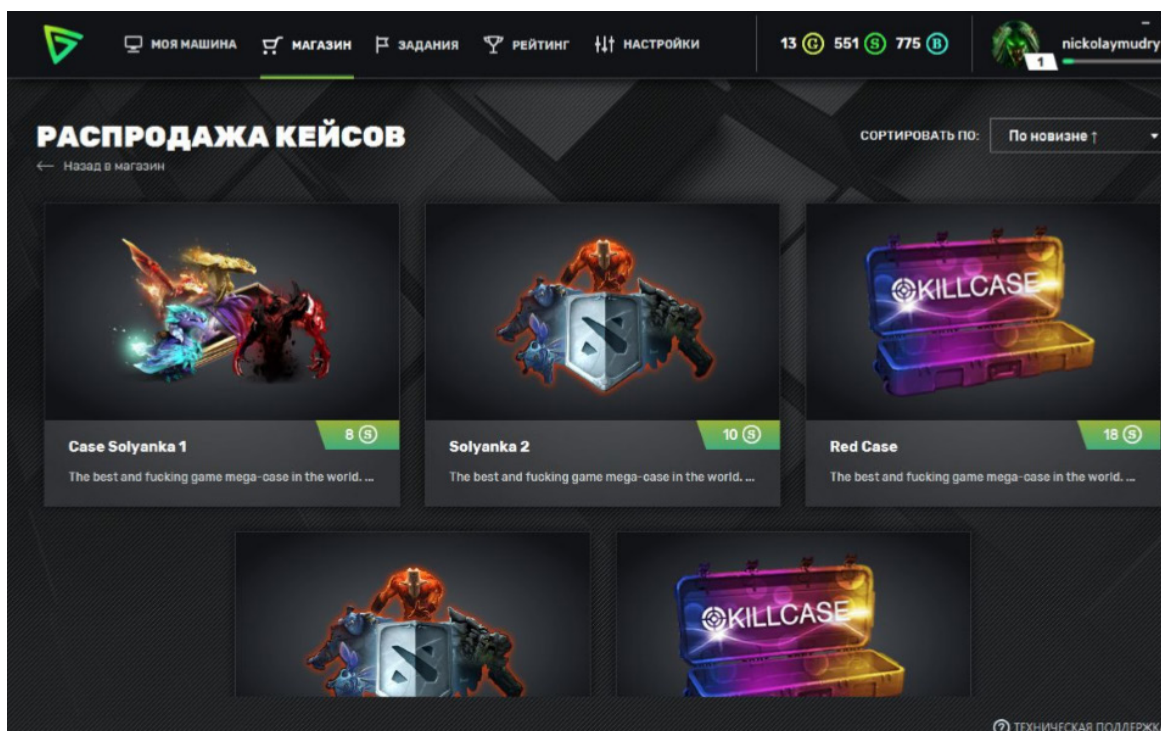 МОЯ МАШИНА МАГАЗИН ЗАДАНИЯ РЕЙТИНГ НАСТРОЙКИ 13 G 551 S 775 B nickolaymudry
1
РАСПРОДАЖА КЕЙСОВ
СОРТИРОВАТЬ ПО: По новизне ↑
← Назад в магазин
KILLCASE
8 S 10 S 18 S
Case Solyanka 1 Solyanka 2 Red Case
The best and fucking game mega-case in the world. ... The best and fucking game mega-case in the world. ... The best and fucking game mega-case in the world. ...
KILLCASE
? ТЕХНИЧЕСКАЯ ПОДДЕРЖК